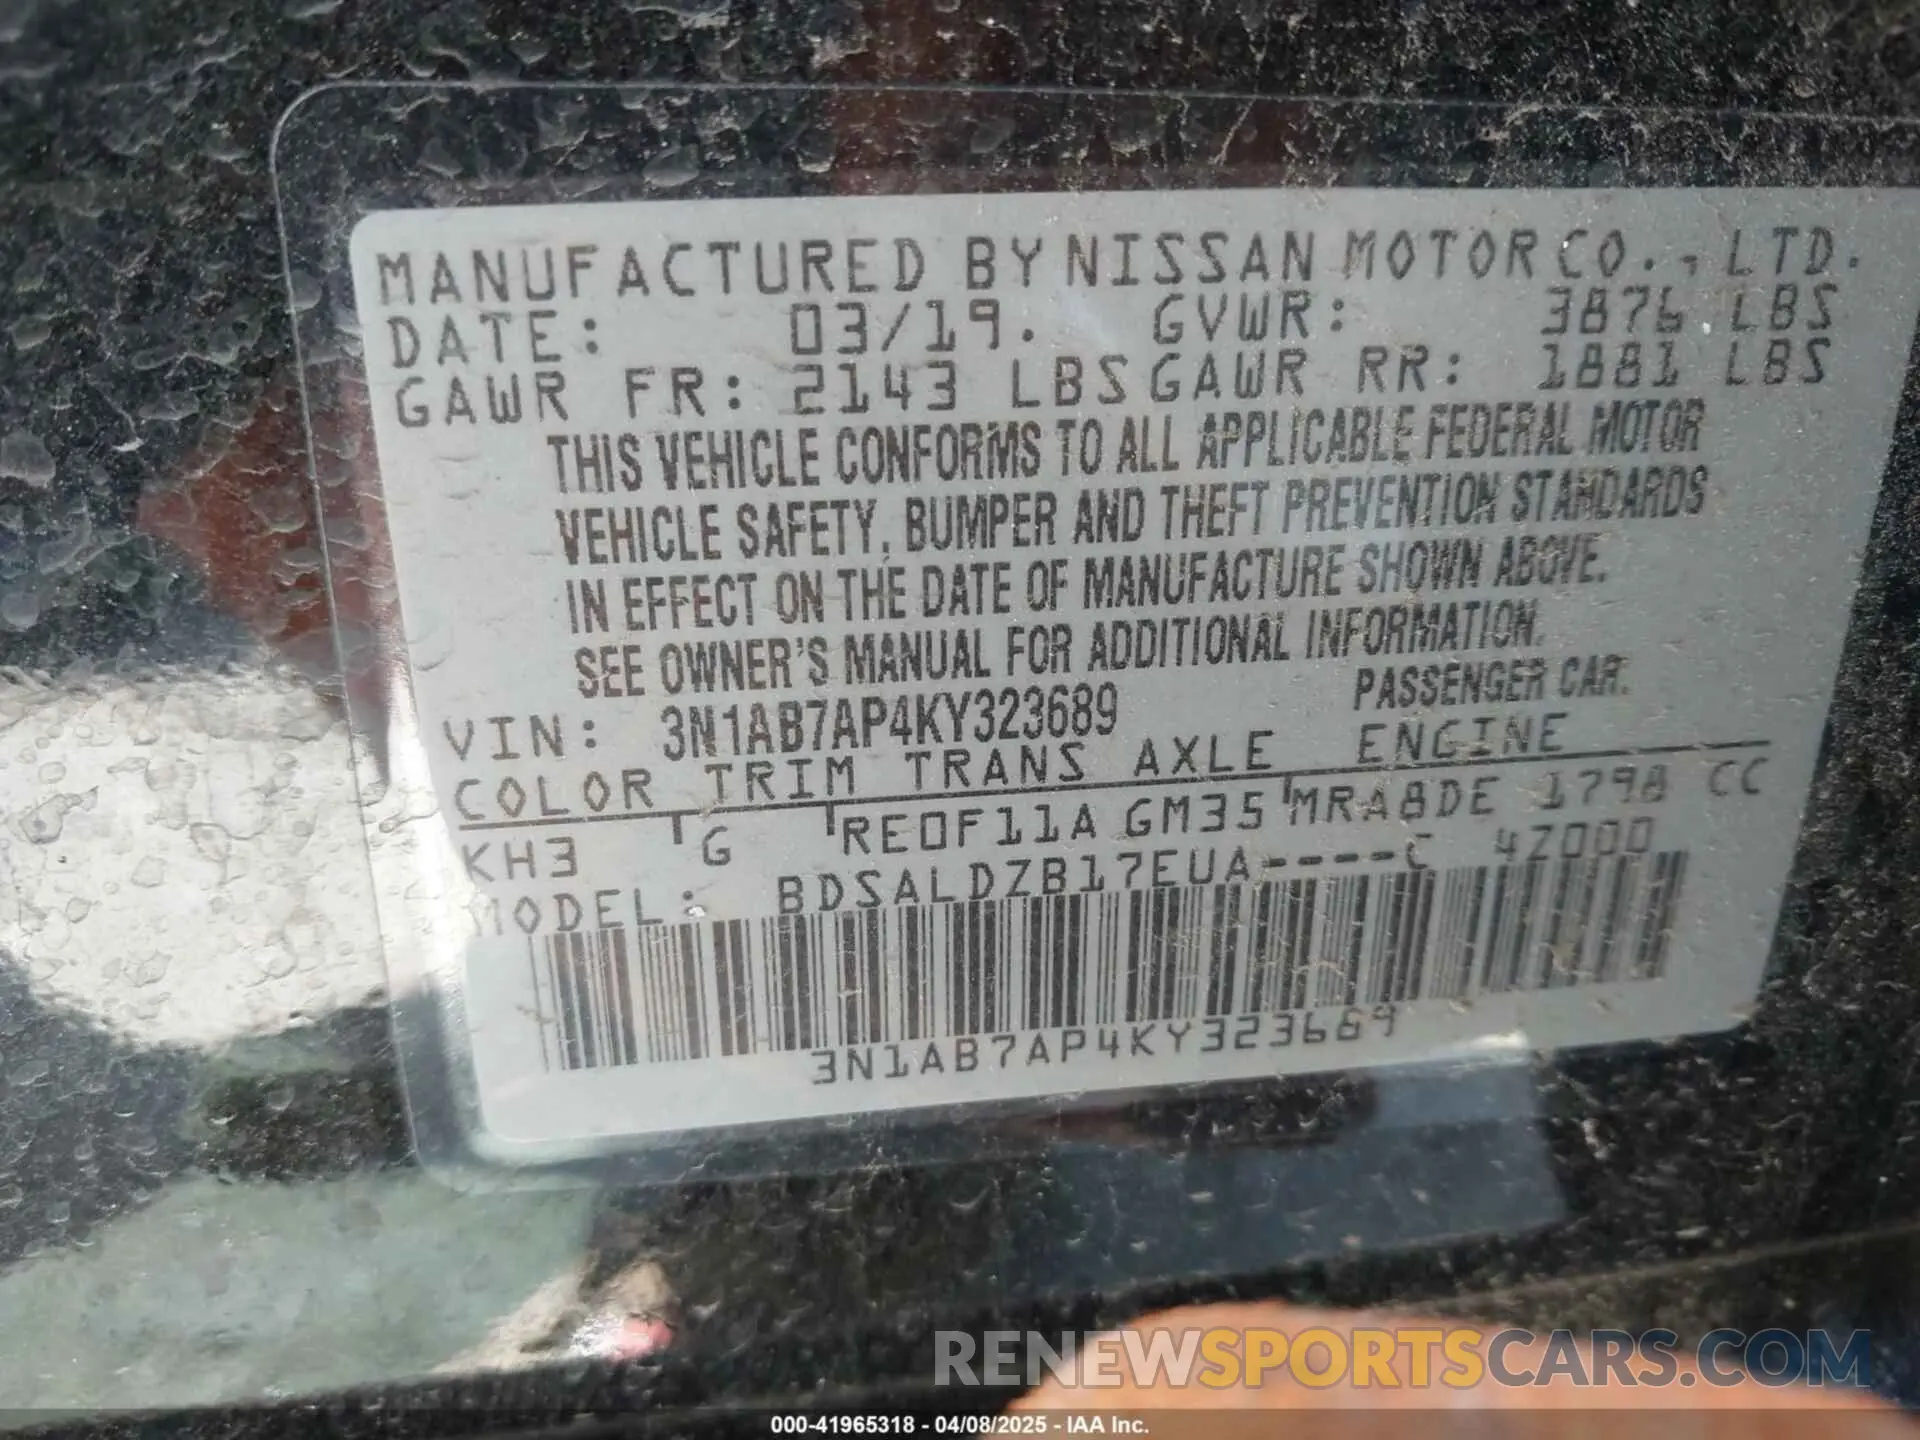 MANUFACTURED BY NISSAN MOTOR CO., LTD.
DATE: 03/19. GVWR: 3876 LBS
GAWR FR: 2143 LBS GAWR RR: 1881 LBS
THIS VEHICLE CONFORMS TO ALL APPLICABLE FEDERAL MOTOR
VEHICLE SAFETY, BUMPER AND THEFT PREVENTION STANDARDS
IN EFFECT ON THE DATE OF MANUFACTURE SHOWN ABOVE.
SEE OWNER'S MANUAL FOR ADDITIONAL INFORMATION.
VIN: 3N1AB7AP4KY323689 PASSENGER CAR.
COLOR TRIM TRANS AXLE ENGINE
KH3 G RE0F11A GM35 MRA8DE 1798 CC
MODEL: BDSALDZB17EUA----C 4Z000
3N1AB7AP4KY323689
RENEWSPORTSCARS.COM
000-41965318 - 04/08/2025 - IAA Inc.